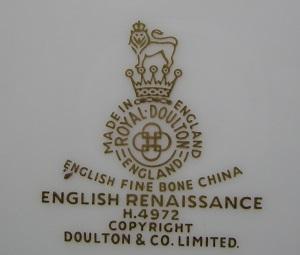 MADE IN ENGLAND
ROYAL·DOULTON
ENGLAND
ENGLISH FINE BONE CHINA
ENGLISH RENAISSANCE
H.4972
COPYRIGHT
DOULTON & CO. LIMITED.